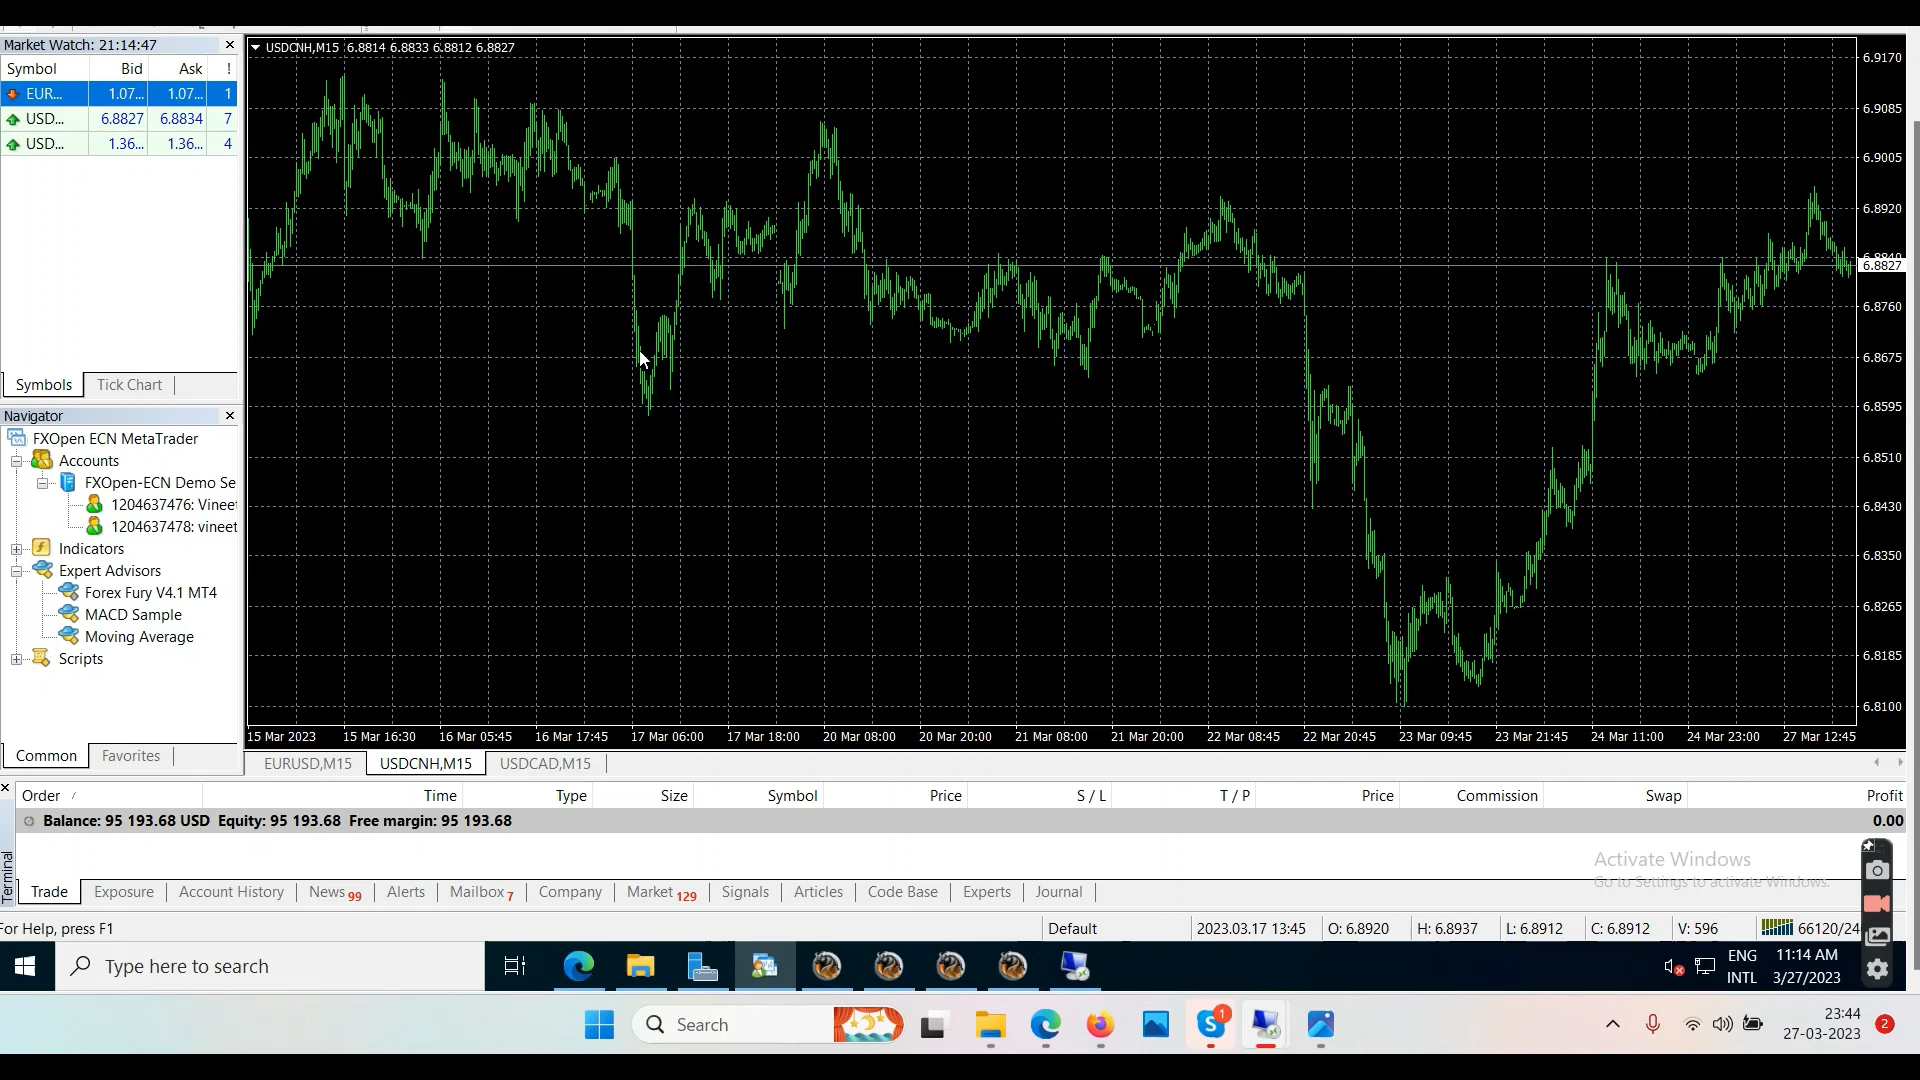 Market Watch: 21:14:47
Symbol Bid Ask !
EUR... 1.07... 1.07... 1
USD... 6.8827 6.8834 7
USD... 1.36... 1.36... 4
Symbols Tick Chart
Navigator
FXOpen ECN MetaTrader
Accounts
FXOpen-ECN Demo Se
1204637476: Vineet
1204637478: vineet
Indicators
Expert Advisors
Forex Fury V4.1 MT4
MACD Sample
Moving Average
Scripts
Common Favorites
USDCNH,M15 6.8814 6.8833 6.8812 6.8827
6.9170
6.9085
6.9005
6.8920
6.8840
6.8827
6.8760
6.8675
6.8595
6.8510
6.8430
6.8350
6.8265
6.8185
6.8100
15 Mar 2023 15 Mar 16:30 16 Mar 05:45 16 Mar 17:45 17 Mar 06:00 17 Mar 18:00 20 Mar 08:00 20 Mar 20:00 21 Mar 08:00 21 Mar 20:00 22 Mar 08:45 22 Mar 20:45 23 Mar 09:45 23 Mar 21:45 24 Mar 11:00 24 Mar 23:00 27 Mar 12:45
EURUSD,M15 USDCNH,M15 USDCAD,M15
Order / Time Type Size Symbol Price S / L T / P Price Commission Swap Profit
Balance: 95 193.68 USD Equity: 95 193.68 Free margin: 95 193.68 0.00
Activate Windows
Go to Settings to activate Windows.
Terminal
Trade Exposure Account History News 99 Alerts Mailbox 7 Company Market 129 Signals Articles Code Base Experts Journal
For Help, press F1 Default 2023.03.17 13:45 O: 6.8920 H: 6.8937 L: 6.8912 C: 6.8912 V: 596 66120/24
Type here to search ENG 11:14 AM
INTL 3/27/2023
Search 1 23:44
27-03-2023 2